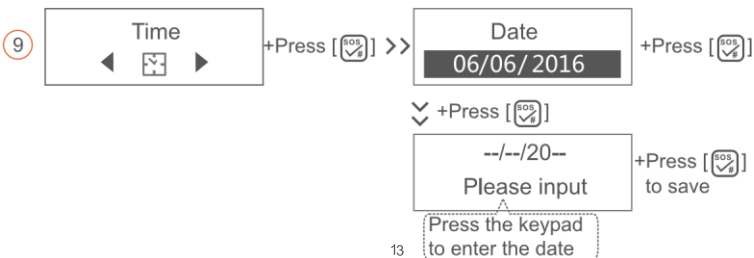 9
Time
+Press [SOS #] >>
Date
06/06/2016
+Press [SOS #]
+Press [SOS #]
--/--/20--
Please input
+Press [SOS #]
to save
Press the keypad
to enter the date
13